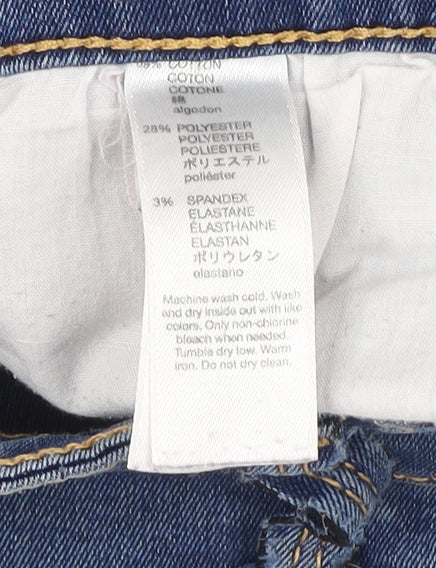 COTTON
COTON
COTONE
綿
algodon
28% POLYESTER
POLYESTER
POLIESTERE
ポリエステル
poliéster
3% SPANDEX
ELASTANE
ÉLASTHANNE
ELASTAN
ポリウレタン
elastano
Machine wash cold. Wash
and dry inside out with like
colors. Only non-chlorine
bleach when needed.
Tumble dry low. Warm
iron. Do not dry clean.